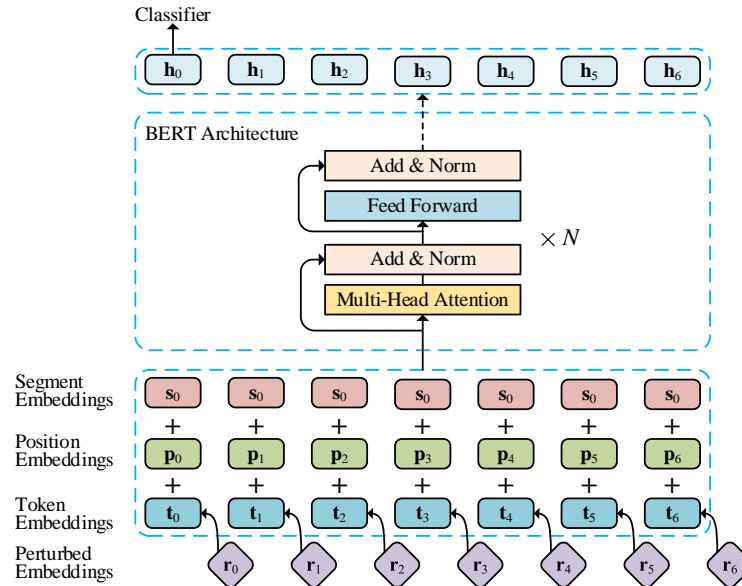 Classifier
h0 h1 h2 h3 h4 h5 h6
BERT Architecture
Add & Norm
Feed Forward
× N
Add & Norm
Multi-Head Attention
Segment
Embeddings
s0 s0 s0 s0 s0 s0 s0
+ + + + + + +
Position
Embeddings
p0 p1 p2 p3 p4 p5 p6
+ + + + + + +
Token
Embeddings
t0 t1 t2 t3 t4 t5 t6
Perturbed
Embeddings
r0 r1 r2 r3 r4 r5 r6